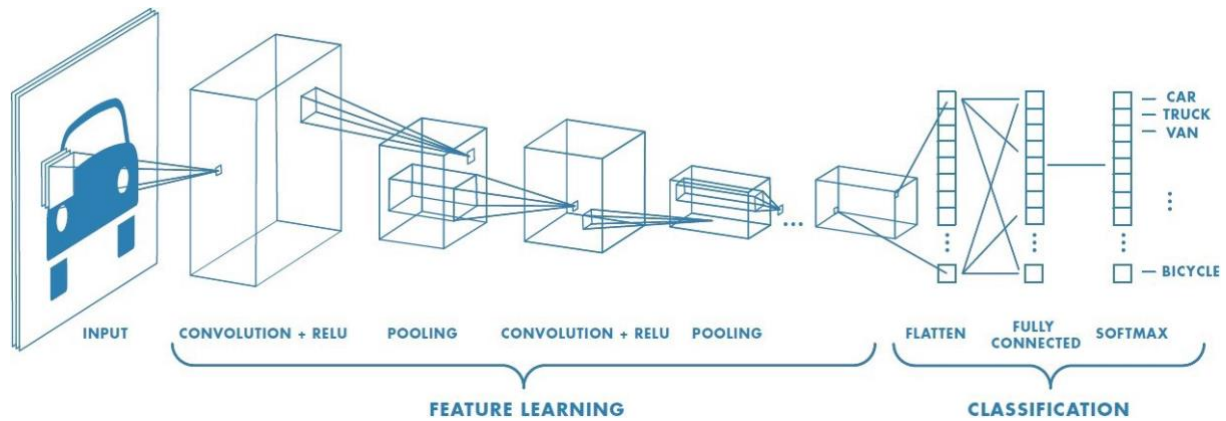 CAR
TRUCK
VAN
BICYCLE
INPUT
CONVOLUTION + RELU
POOLING
CONVOLUTION + RELU
POOLING
FLATTEN
FULLY
CONNECTED
SOFTMAX
FEATURE LEARNING
CLASSIFICATION